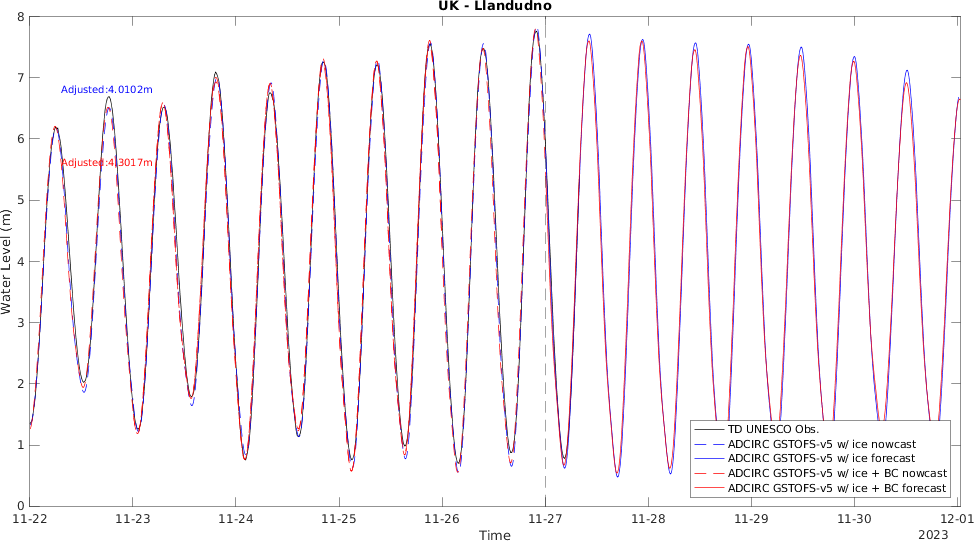 UK - Llandudno
8
7
6
5
4
3
2
1
0
Water Level (m)
Adjusted:4.0102m
Adjusted:4.3017m
TD UNESCO Obs.
ADCIRC GSTOFS-v5 w/ ice nowcast
ADCIRC GSTOFS-v5 w/ ice forecast
ADCIRC GSTOFS-v5 w/ ice + BC nowcast
ADCIRC GSTOFS-v5 w/ ice + BC forecast
11-22 11-23 11-24 11-25 11-26 11-27 11-28 11-29 11-30 12-01
Time
2023